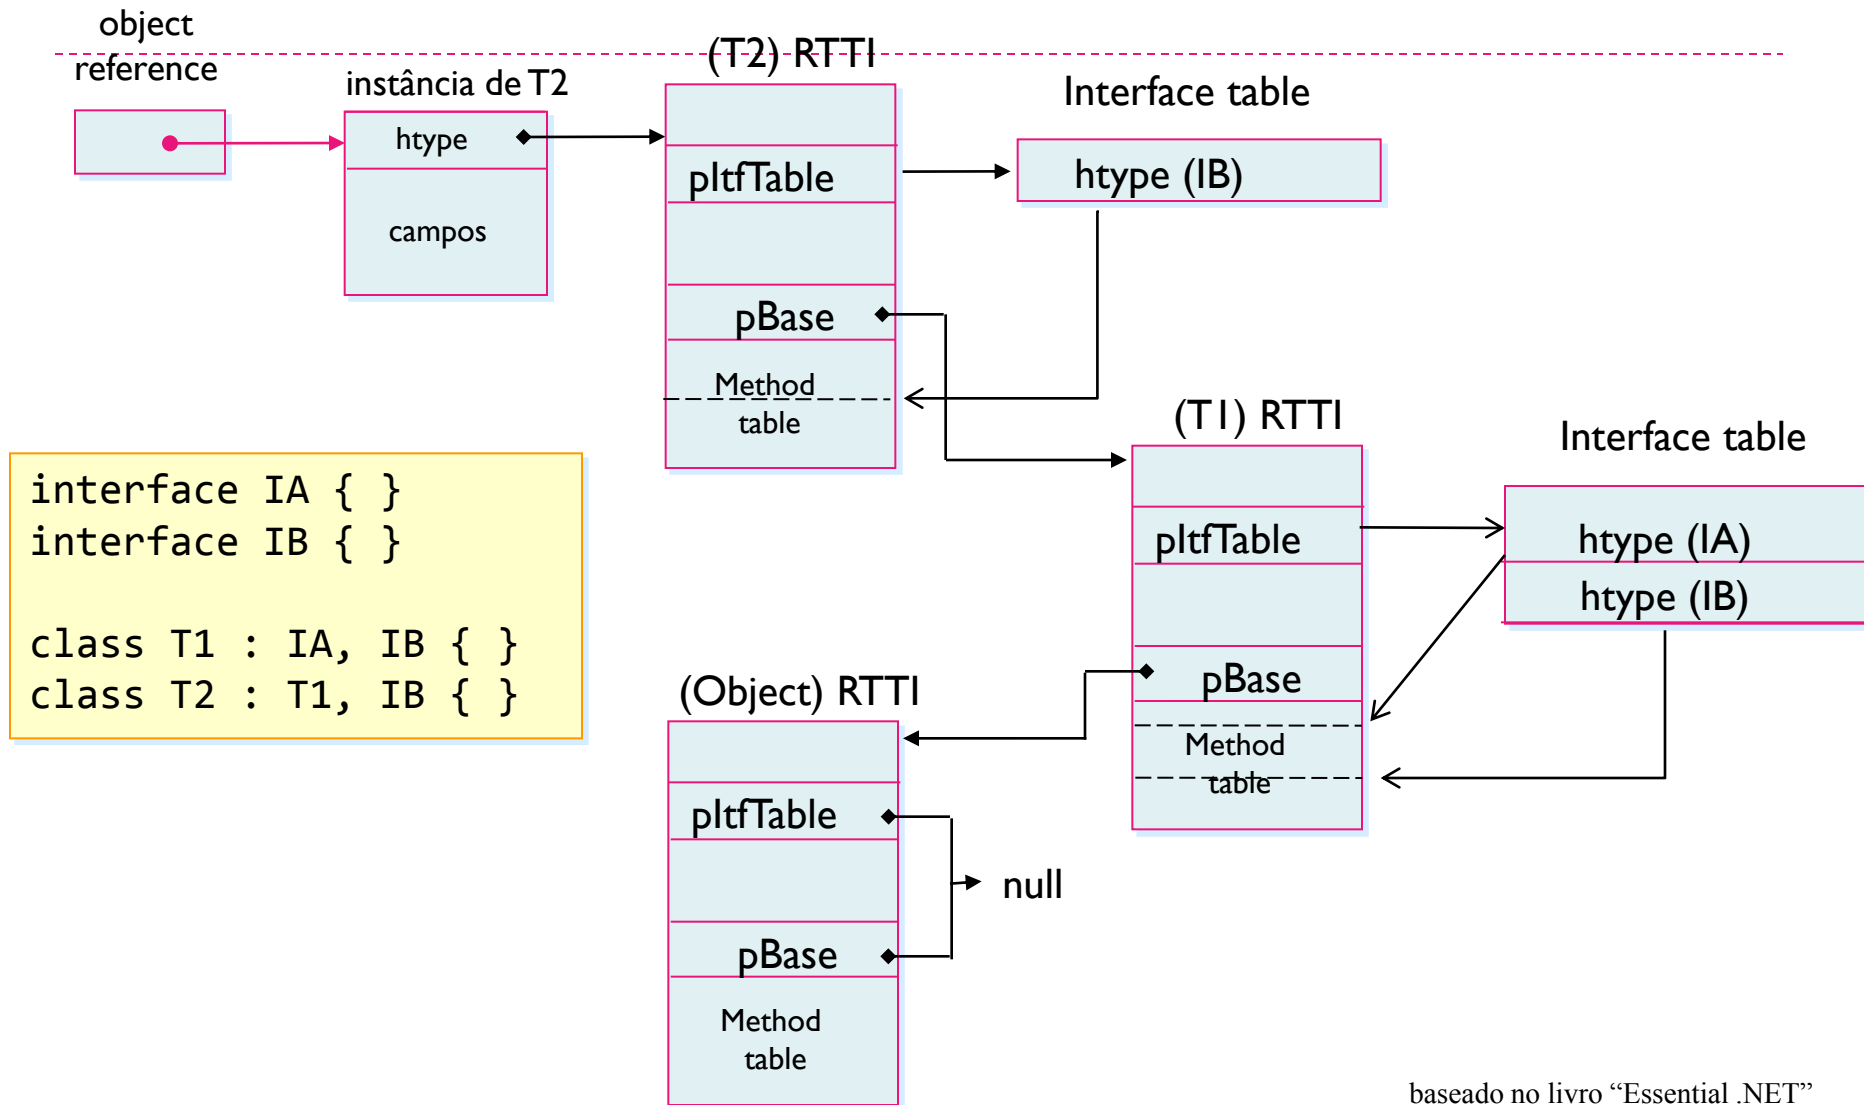 object
reference
instância de T2
htype
campos
(T2) RTTI
pItfTable
pBase
Method
table
Interface table
htype (IB)
(T1) RTTI
pItfTable
pBase
Method
table
Interface table
htype (IA)
htype (IB)
interface IA { }
interface IB { }
class T1 : IA, IB { }
class T2 : T1, IB { }
(Object) RTTI
pItfTable
pBase
Method
table
null
baseado no livro “Essential .NET”